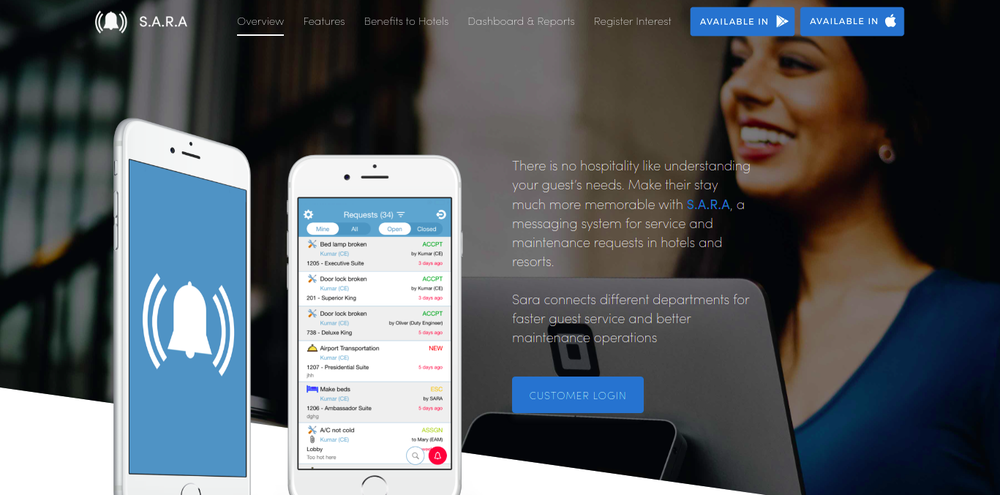 S.A.R.A
Overview
Features
Benefits to Hotels
Dashboard & Reports
Register Interest
AVAILABLE IN
AVAILABLE IN
There is no hospitality like understanding
your guest's needs. Make their stay
much more memorable with S.A.R.A, a
messaging system for service and
maintenance requests in hotels and
resorts.
Sara connects different departments for
faster guest service and better
maintenance operations
CUSTOMER LOGIN
Requests (34)
Mine All Open Closed
Bed lamp broken ACCPT
Kumar (CE) by Kumar (CE)
1205 - Executive Suite 3 days ago
Door lock broken ACCPT
Kumar (CE) by Kumar (CE)
201 - Superior King 5 days ago
Door lock broken ACCPT
Kumar (CE) by Oliver (Duty Engineer)
738 - Deluxe King 5 days ago
Airport Transportation NEW
Kumar (CE)
1207 - Presidential Suite 5 days ago
jhh
Make beds ESC
Kumar (CE) by SARA
1206 - Ambassador Suite 5 days ago
dghg
A/C not cold ASSGN
Kumar (CE) to Mary (EAM)
Lobby
Too hot here